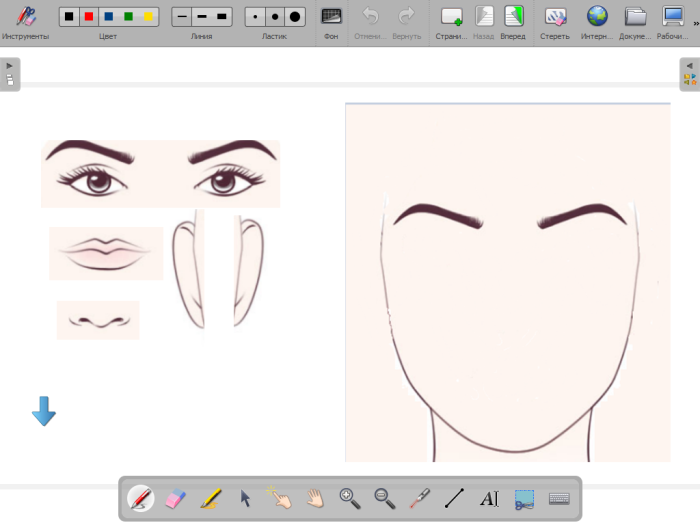 Инструменты Цвет Линия Ластик Фон Отмени... Вернуть Страни... Назад Вперед Стереть Интерн... Докуме... Рабочи... »
AI